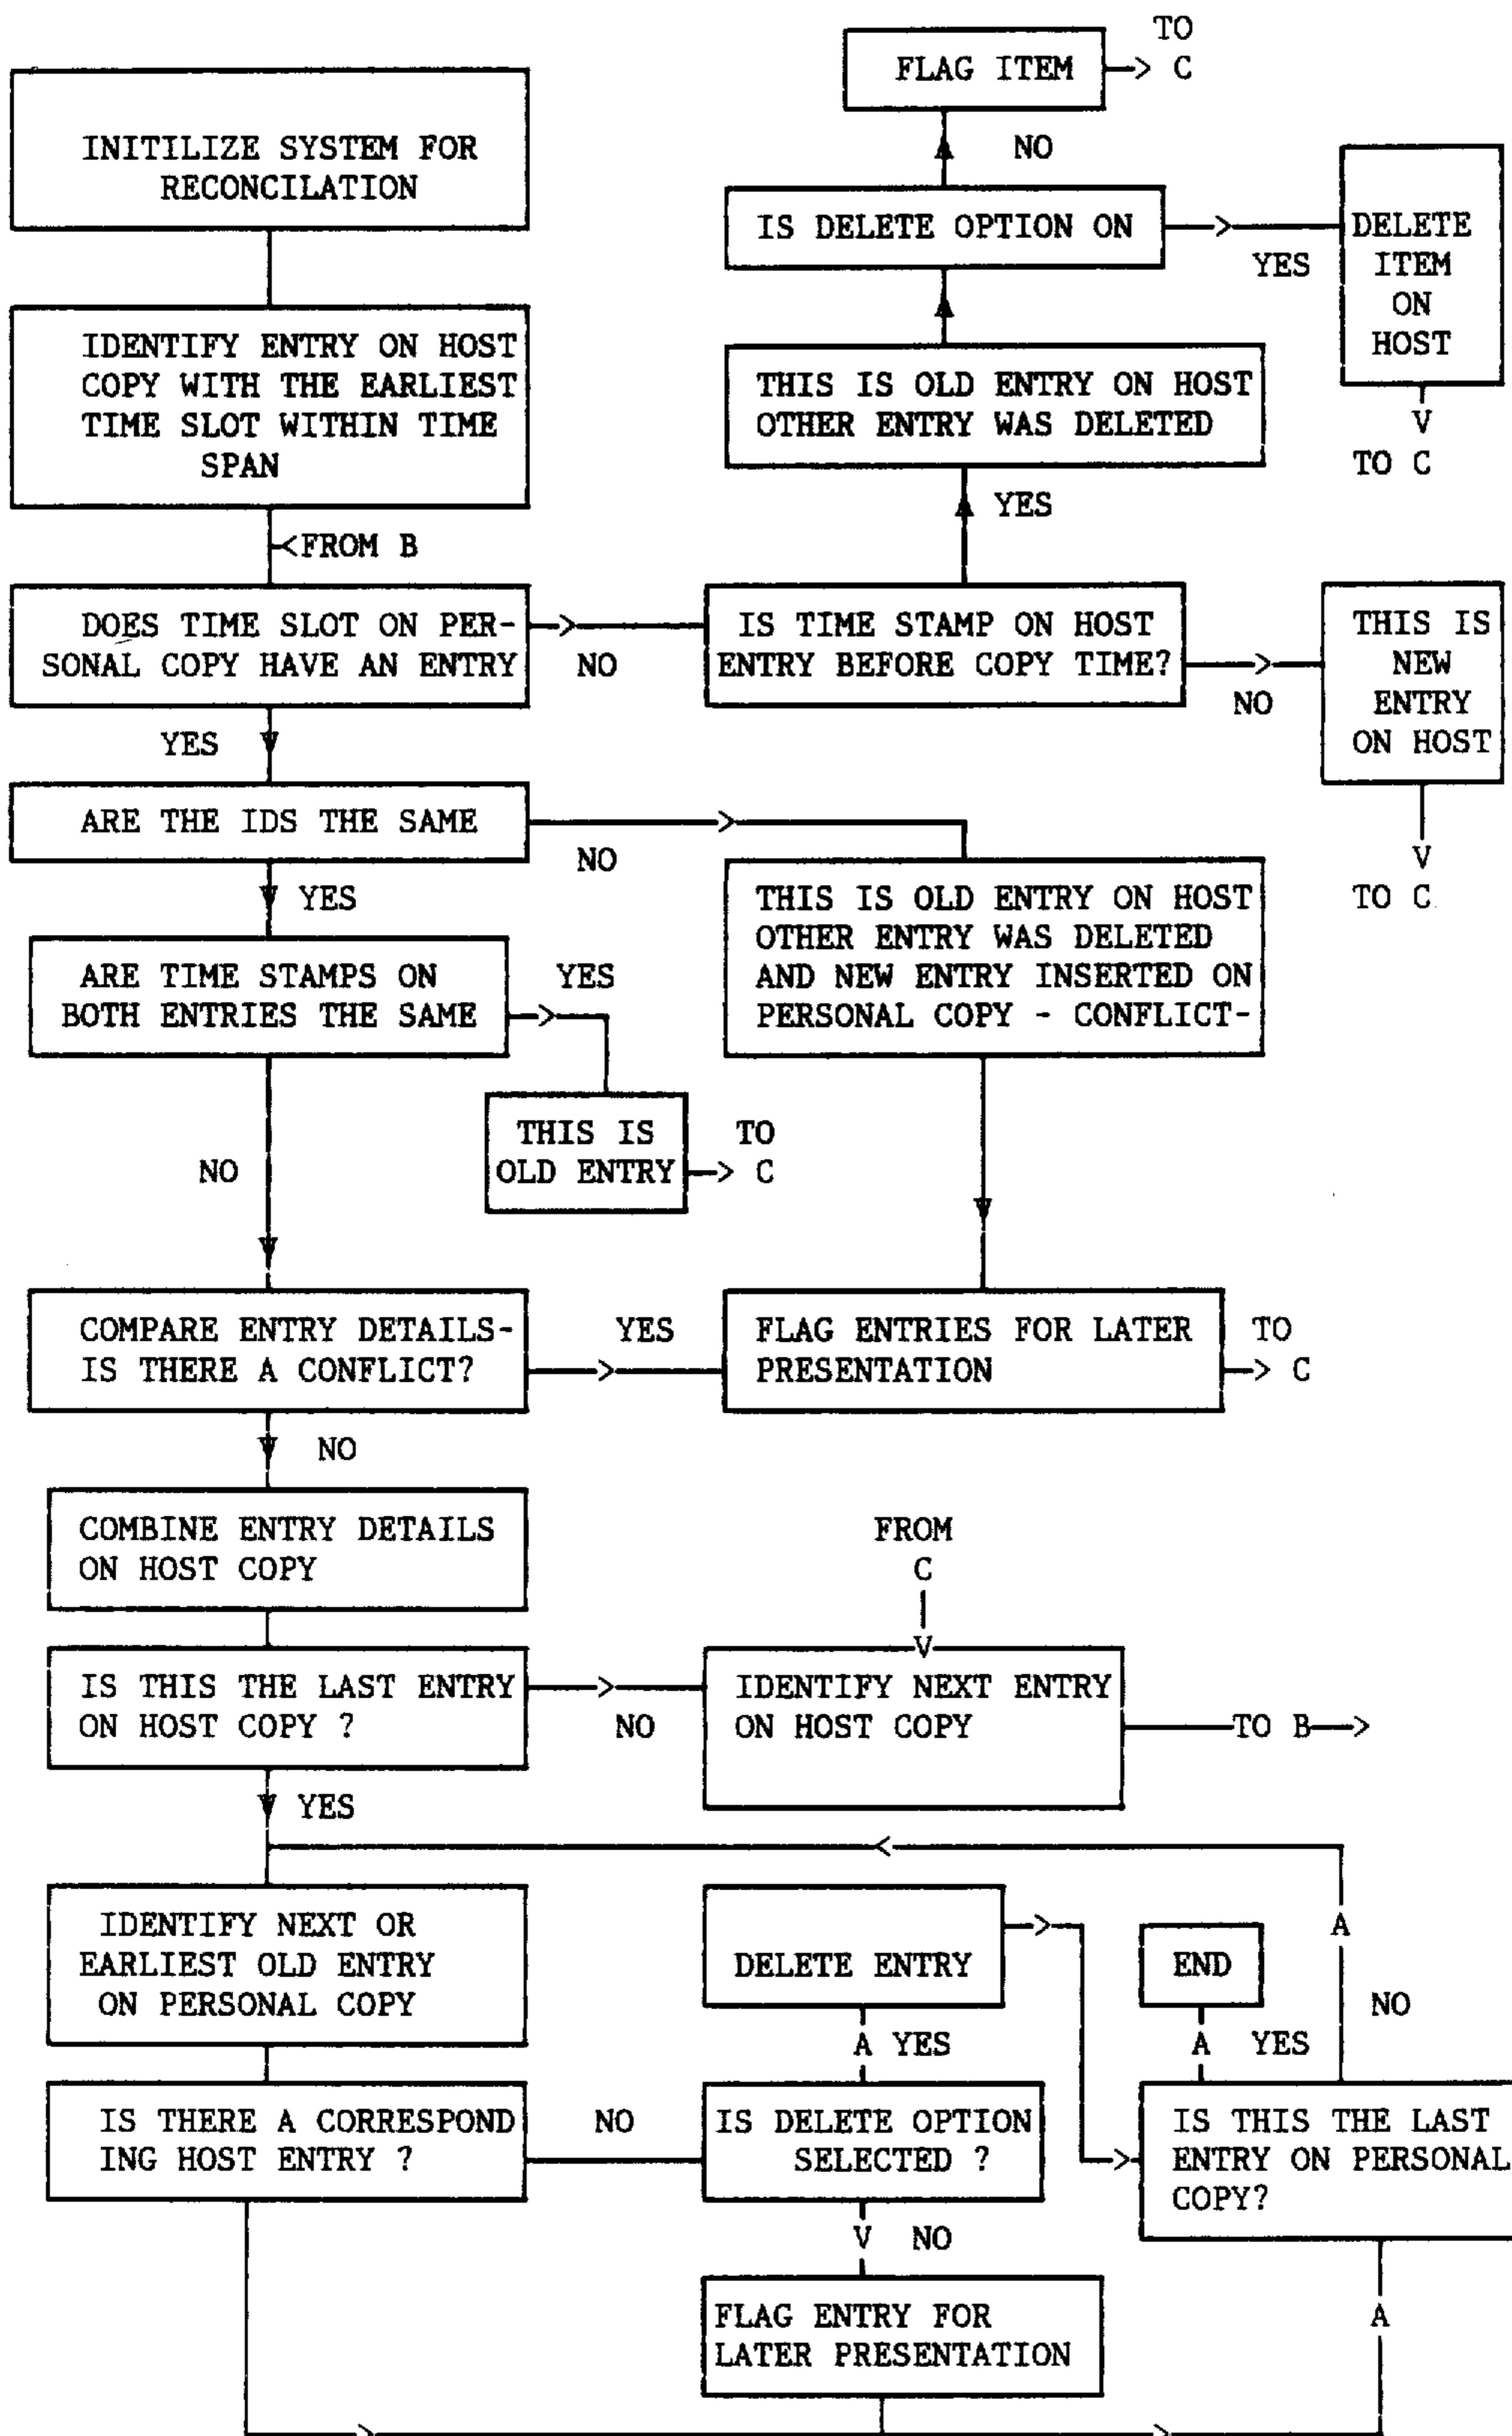 INITILIZE SYSTEM FOR
RECONCILATION
IDENTIFY ENTRY ON HOST
COPY WITH THE EARLIEST
TIME SLOT WITHIN TIME
SPAN
<FROM B
DOES TIME SLOT ON PER-
SONAL COPY HAVE AN ENTRY
NO
YES
IS TIME STAMP ON HOST
ENTRY BEFORE COPY TIME?
YES
NO
THIS IS OLD ENTRY ON HOST
OTHER ENTRY WAS DELETED
IS DELETE OPTION ON
NO
YES
FLAG ITEM
TO
C
DELETE
ITEM
ON
HOST
V
TO C
THIS IS
NEW
ENTRY
ON HOST
V
TO C
ARE THE IDS THE SAME
NO
YES
THIS IS OLD ENTRY ON HOST
OTHER ENTRY WAS DELETED
AND NEW ENTRY INSERTED ON
PERSONAL COPY - CONFLICT-
ARE TIME STAMPS ON
BOTH ENTRIES THE SAME
YES
NO
THIS IS
OLD ENTRY
TO
C
COMPARE ENTRY DETAILS-
IS THERE A CONFLICT?
YES
NO
FLAG ENTRIES FOR LATER
PRESENTATION
TO
C
COMBINE ENTRY DETAILS
ON HOST COPY
FROM
C
V
IS THIS THE LAST ENTRY
ON HOST COPY ?
NO
YES
IDENTIFY NEXT ENTRY
ON HOST COPY
TO B
IDENTIFY NEXT OR
EARLIEST OLD ENTRY
ON PERSONAL COPY
DELETE ENTRY
END
A
NO
A YES
A YES
IS THERE A CORRESPOND
ING HOST ENTRY ?
NO
IS DELETE OPTION
SELECTED ?
IS THIS THE LAST
ENTRY ON PERSONAL
COPY?
V NO
FLAG ENTRY FOR
LATER PRESENTATION
A